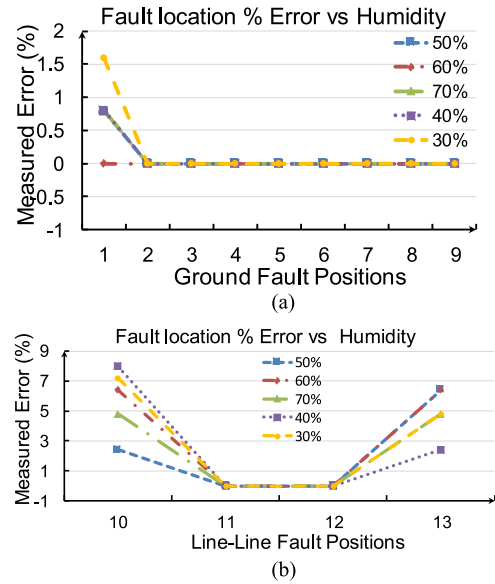 Fault location % Error vs Humidity
Measured Error (%)
2
1.5
1
0.5
0
-0.5
-1
50%
60%
70%
40%
30%
1 2 3 4 5 6 7 8 9
Ground Fault Positions
(a)
Fault location % Error vs Humidity
Measured Error (%)
9
7
5
3
1
-1
50%
60%
70%
40%
30%
10 11 12 13
Line-Line Fault Positions
(b)